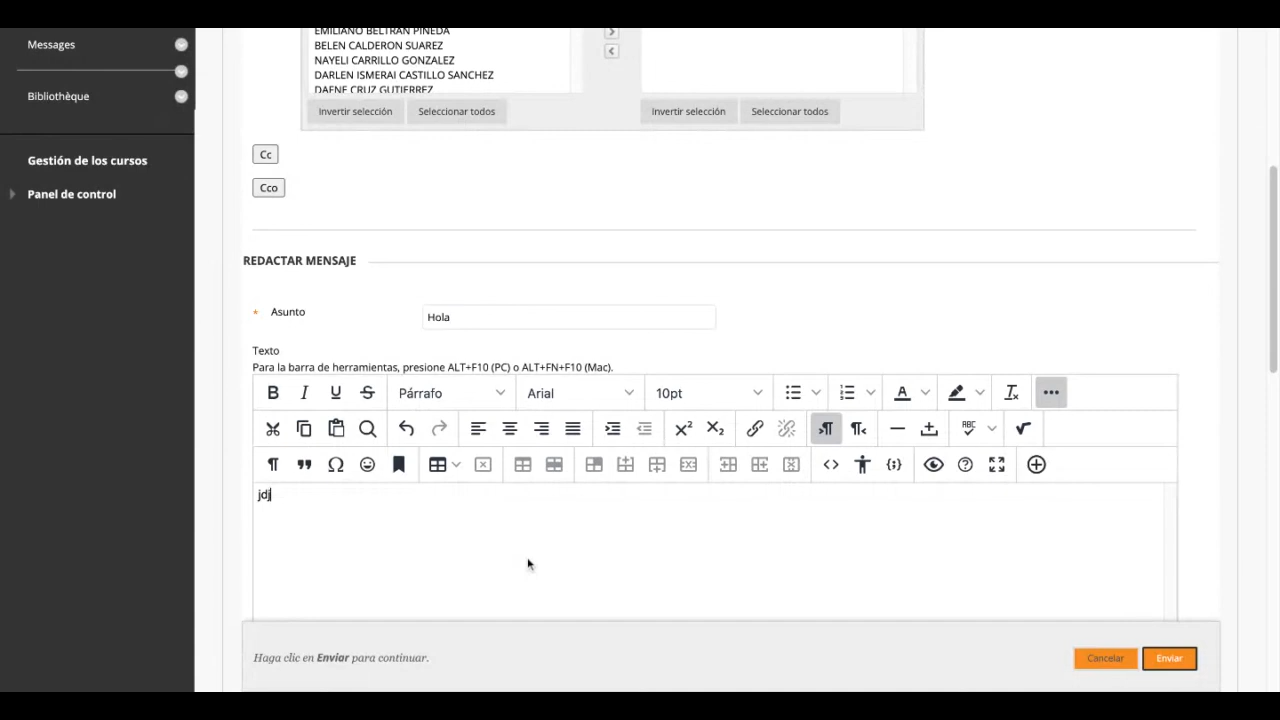 Messages
Bibliothèque
Gestión de los cursos
Panel de control
EMILIANO BELTRAN PINEDA
BELEN CALDERON SUAREZ
NAYELI CARRILLO GONZALEZ
DARLEN ISMERAI CASTILLO SANCHEZ
DAFNE CRUZ GUTIERREZ
Invertir selección Seleccionar todos Invertir selección Seleccionar todos
Cc
Cco
REDACTAR MENSAJE
* Asunto Hola
Texto
Para la barra de herramientas, presione ALT+F10 (PC) o ALT+FN+F10 (Mac).
Párrafo Arial 10pt
jdj
Haga clic en Enviar para continuar. Cancelar Enviar